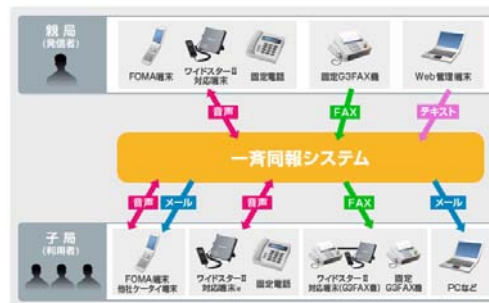 親局
(発信者)
FOMA端末
ワイドスターⅡ
対応端末
固定電話
固定G3FAX機
Web管理端末
音声
FAX
テキスト
一斉同報システム
音声
メール
音声
FAX
メール
子局
(利用者)
FOMA端末
他社ケータイ端末
ワイドスターⅡ
対応端末※
固定電話
ワイドスターⅡ
対応端末(G3FAX機)
固定
G3FAX機
PCなど